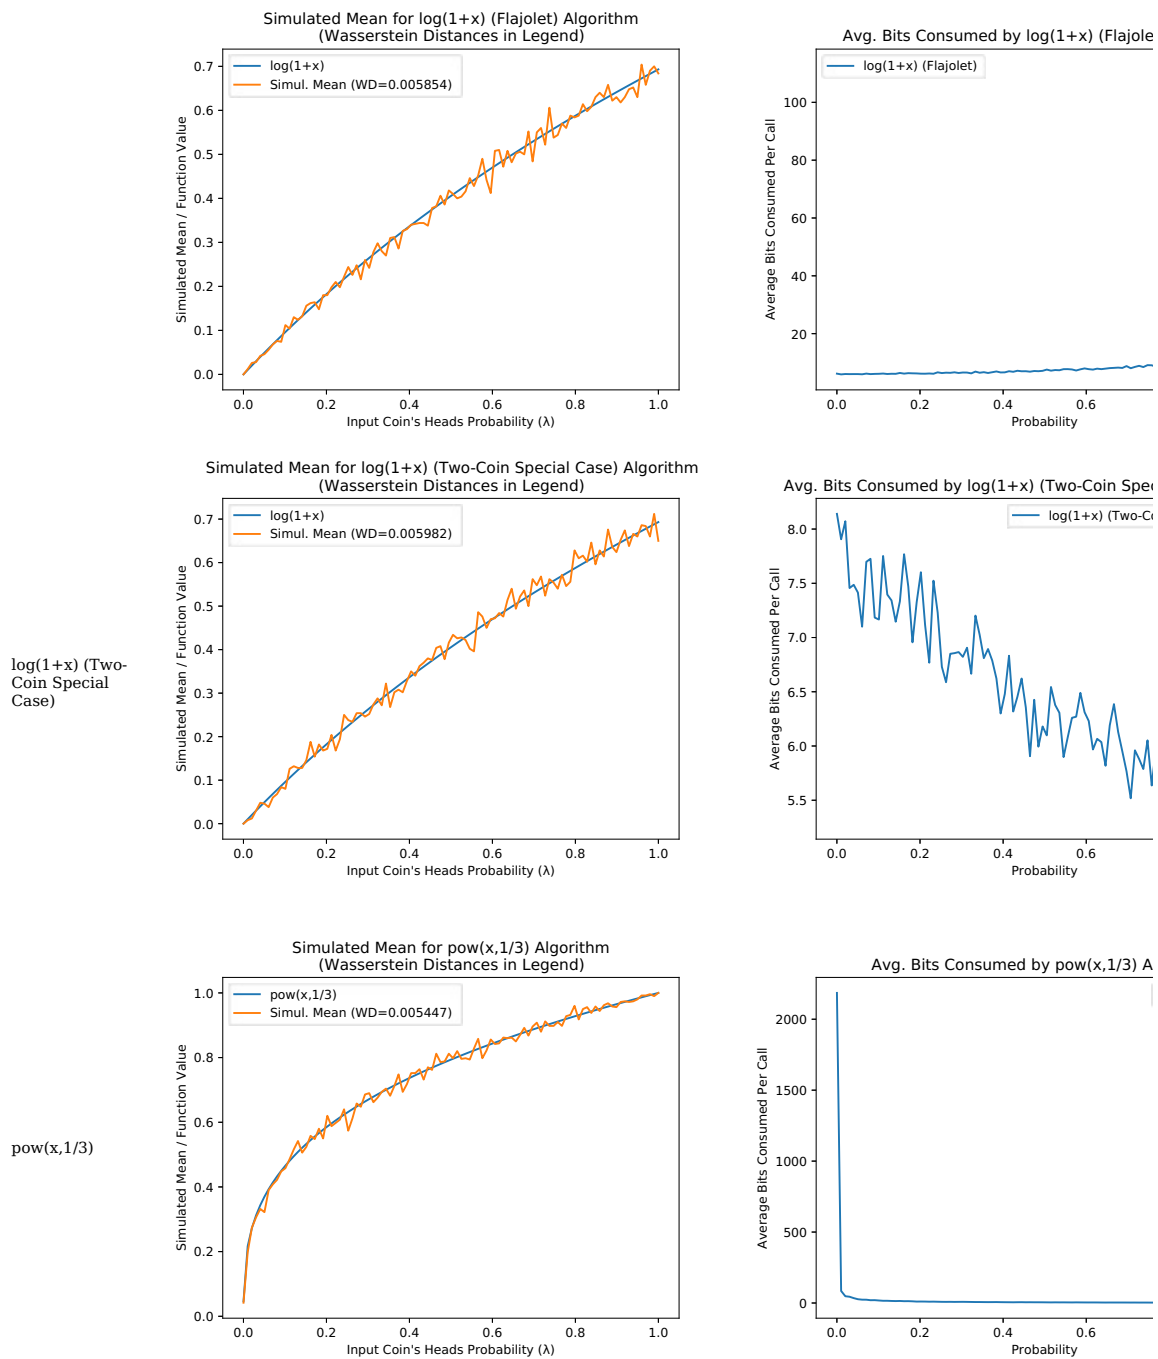 Simulated Mean for log(1+x) (Flajolet) Algorithm
(Wasserstein Distances in Legend)
log(1+x)
Simul. Mean (WD=0.005854)
Simulated Mean / Function Value
0.7
0.6
0.5
0.4
0.3
0.2
0.1
0.0
0.0 0.2 0.4 0.6 0.8 1.0
Input Coin's Heads Probability (λ)
Avg. Bits Consumed by log(1+x) (Flajole
log(1+x) (Flajolet)
Average Bits Consumed Per Call
100
80
60
40
20
0.0 0.2 0.4 0.6
Probability
log(1+x) (Two-
Coin Special
Case)
Simulated Mean for log(1+x) (Two-Coin Special Case) Algorithm
(Wasserstein Distances in Legend)
log(1+x)
Simul. Mean (WD=0.005982)
Simulated Mean / Function Value
0.7
0.6
0.5
0.4
0.3
0.2
0.1
0.0
0.0 0.2 0.4 0.6 0.8 1.0
Input Coin's Heads Probability (λ)
Avg. Bits Consumed by log(1+x) (Two-Coin Spec
log(1+x) (Two-Co
Average Bits Consumed Per Call
8.0
7.5
7.0
6.5
6.0
5.5
0.0 0.2 0.4 0.6
Probability
pow(x,1/3)
Simulated Mean for pow(x,1/3) Algorithm
(Wasserstein Distances in Legend)
pow(x,1/3)
Simul. Mean (WD=0.005447)
Simulated Mean / Function Value
1.0
0.8
0.6
0.4
0.2
0.0
0.0 0.2 0.4 0.6 0.8 1.0
Input Coin's Heads Probability (λ)
Avg. Bits Consumed by pow(x,1/3) A
Average Bits Consumed Per Call
2000
1500
1000
500
0
0.0 0.2 0.4 0.6
Probability